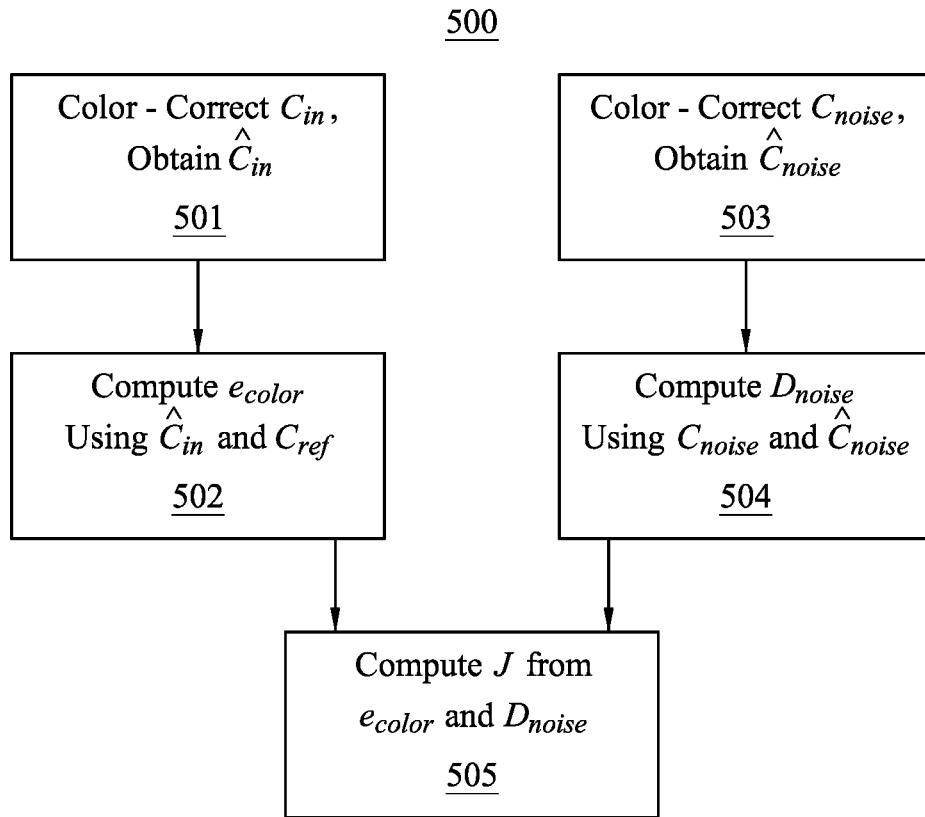 500
Color - Correct C_in,
Obtain Ĉ_in
501
Color - Correct C_noise,
Obtain Ĉ_noise
503
Compute e_color
Using Ĉ_in and C_ref
502
Compute D_noise
Using C_noise and Ĉ_noise
504
Compute J from
e_color and D_noise
505